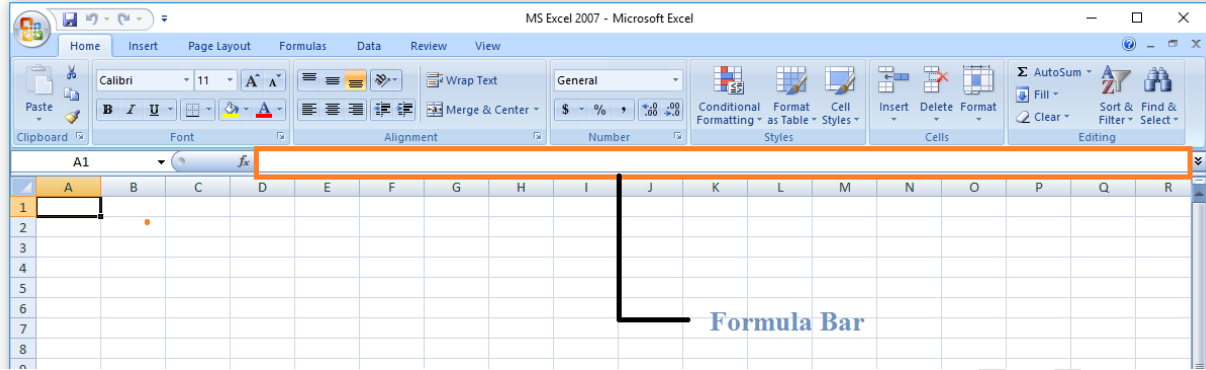 MS Excel 2007 - Microsoft Excel
Home Insert Page Layout Formulas Data Review View
Calibri 11 A A Wrap Text General Σ AutoSum
Fill
Paste B I U A Merge & Center $ % , .0 .00 .00 .0 Conditional Formatting Format as Table Cell Styles Insert Delete Format Clear Sort & Filter Find & Select
Clipboard Font Alignment Number Styles Cells Editing
A1 fx
A B C D E F G H I J K L M N O P Q R
1
2
3
4
5
6
7
Formula Bar
8
9